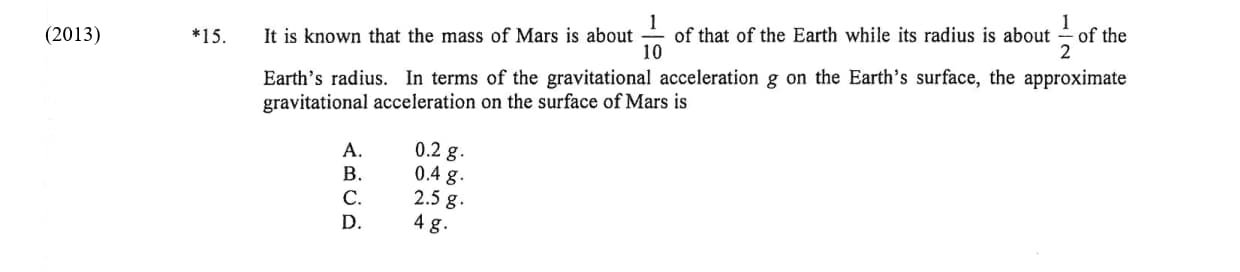 (2013) *15. It is known that the mass of Mars is about 1/10 of that of the Earth while its radius is about 1/2 of the
Earth's radius. In terms of the gravitational acceleration g on the Earth's surface, the approximate
gravitational acceleration on the surface of Mars is
A. 0.2 g.
B. 0.4 g.
C. 2.5 g.
D. 4 g.